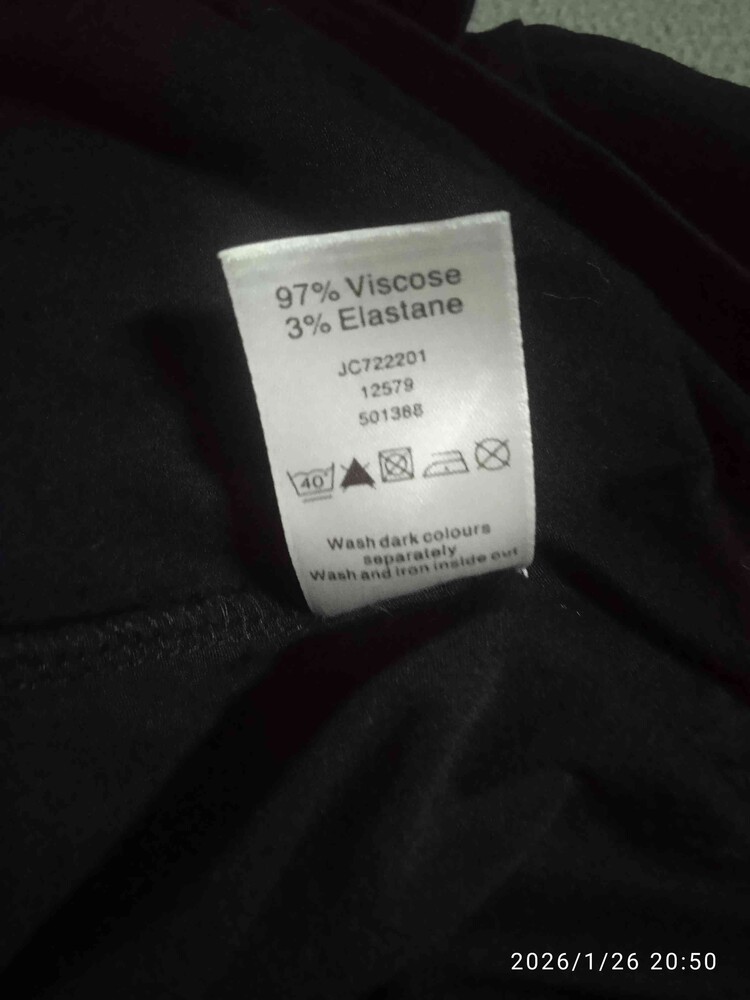 97% Viscose
3% Elastane
JC722201
12579
501388
40°
Wash dark colours
separately
Wash and iron inside out
2026/1/26 20:50